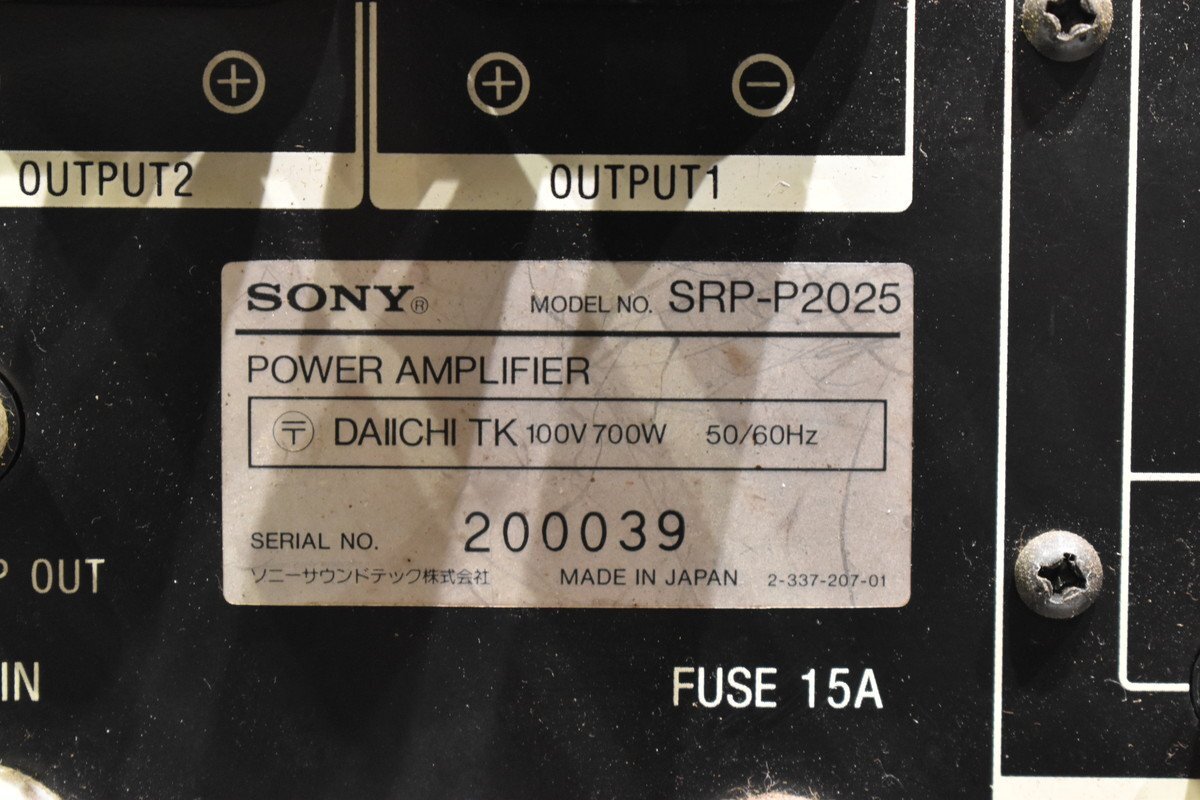 + + −
OUTPUT2 OUTPUT1
SONY® MODEL NO. SRP-P2025
POWER AMPLIFIER
〒 DAIICHI TK 100V 700W 50/60Hz
SERIAL NO. 200039
ソニーサウンドテック株式会社 MADE IN JAPAN 2-337-207-01
P OUT
IN
FUSE 15A